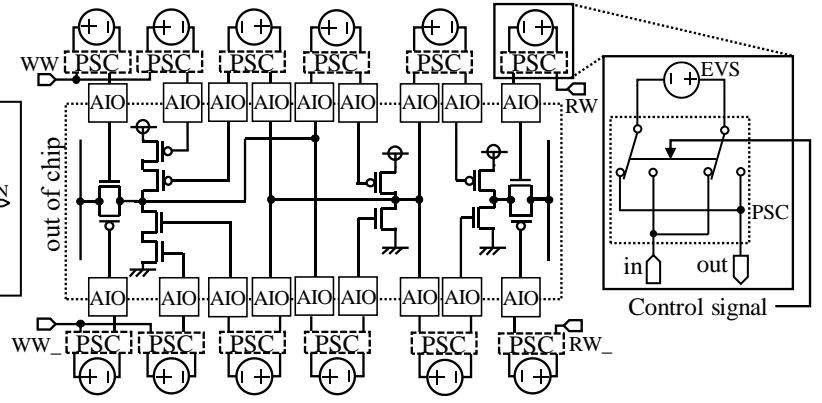 WW PSC PSC PSC PSC PSC PSC RW
AIO AIO AIO AIO AIO AIO AIO AIO AIO
out of chip
EVS
PSC
in out
Control signal
AIO AIO AIO AIO AIO AIO AIO AIO AIO
WW_ PSC PSC PSC PSC PSC PSC RW_